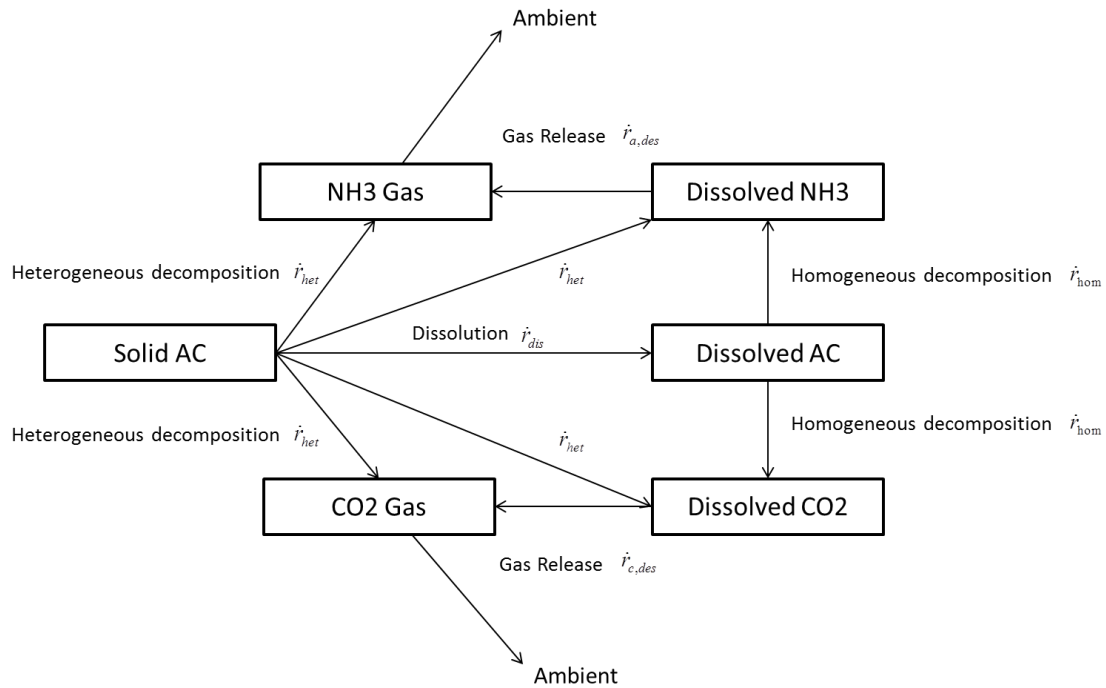 Ambient
Gas Release ṙa,des
NH3 Gas
Dissolved NH3
Heterogeneous decomposition ṙhet
ṙhet
Homogeneous decomposition ṙhom
Dissolution ṙdis
Solid AC
Dissolved AC
Heterogeneous decomposition ṙhet
ṙhet
Homogeneous decomposition ṙhom
CO2 Gas
Dissolved CO2
Gas Release ṙc,des
Ambient